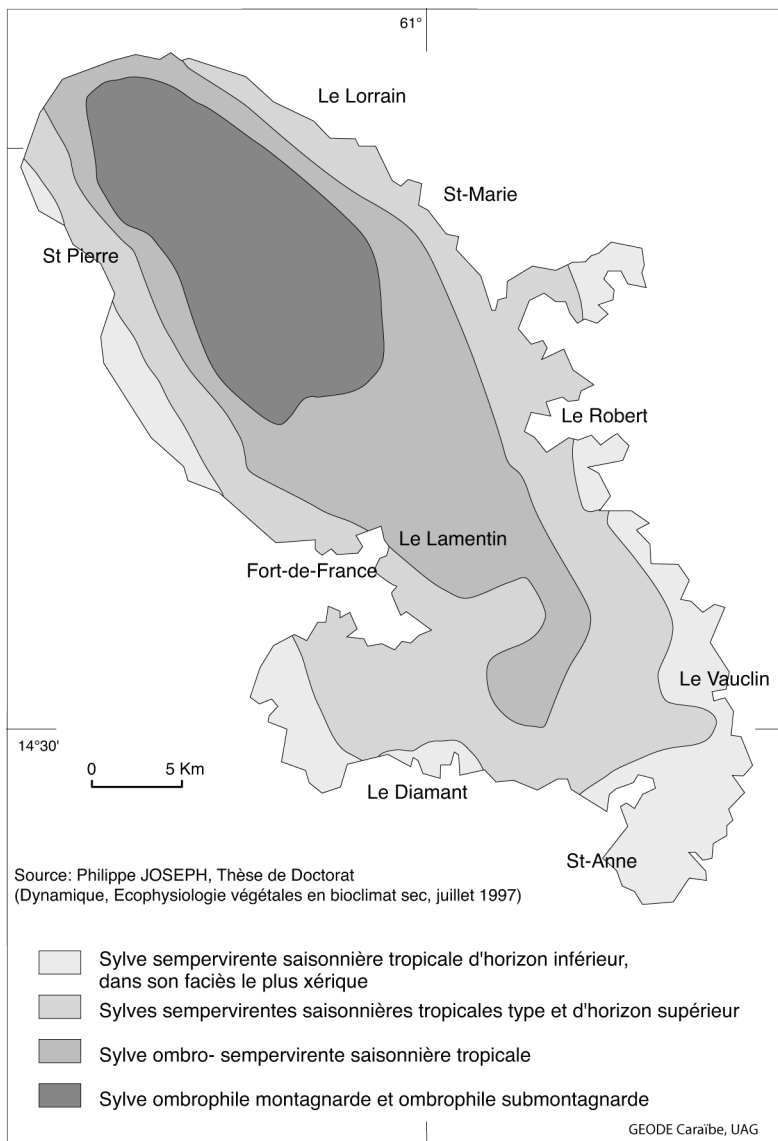 61°
Le Lorrain
St-Marie
St Pierre
Le Robert
Le Lamentin
Fort-de-France
Le Vauclin
14°30'
0 5 Km
Le Diamant
St-Anne
Source: Philippe JOSEPH, Thèse de Doctorat
(Dynamique, Ecophysiologie végétales en bioclimat sec, juillet 1997)
Sylve sempervirente saisonnière tropicale d'horizon inférieur,
dans son faciès le plus xérique
Sylves sempervirentes saisonnières tropicales type et d'horizon supérieur
Sylve ombro- sempervirente saisonnière tropicale
Sylve ombrophile montagnarde et ombrophile submontagnarde
GEODE Caraïbe, UAG